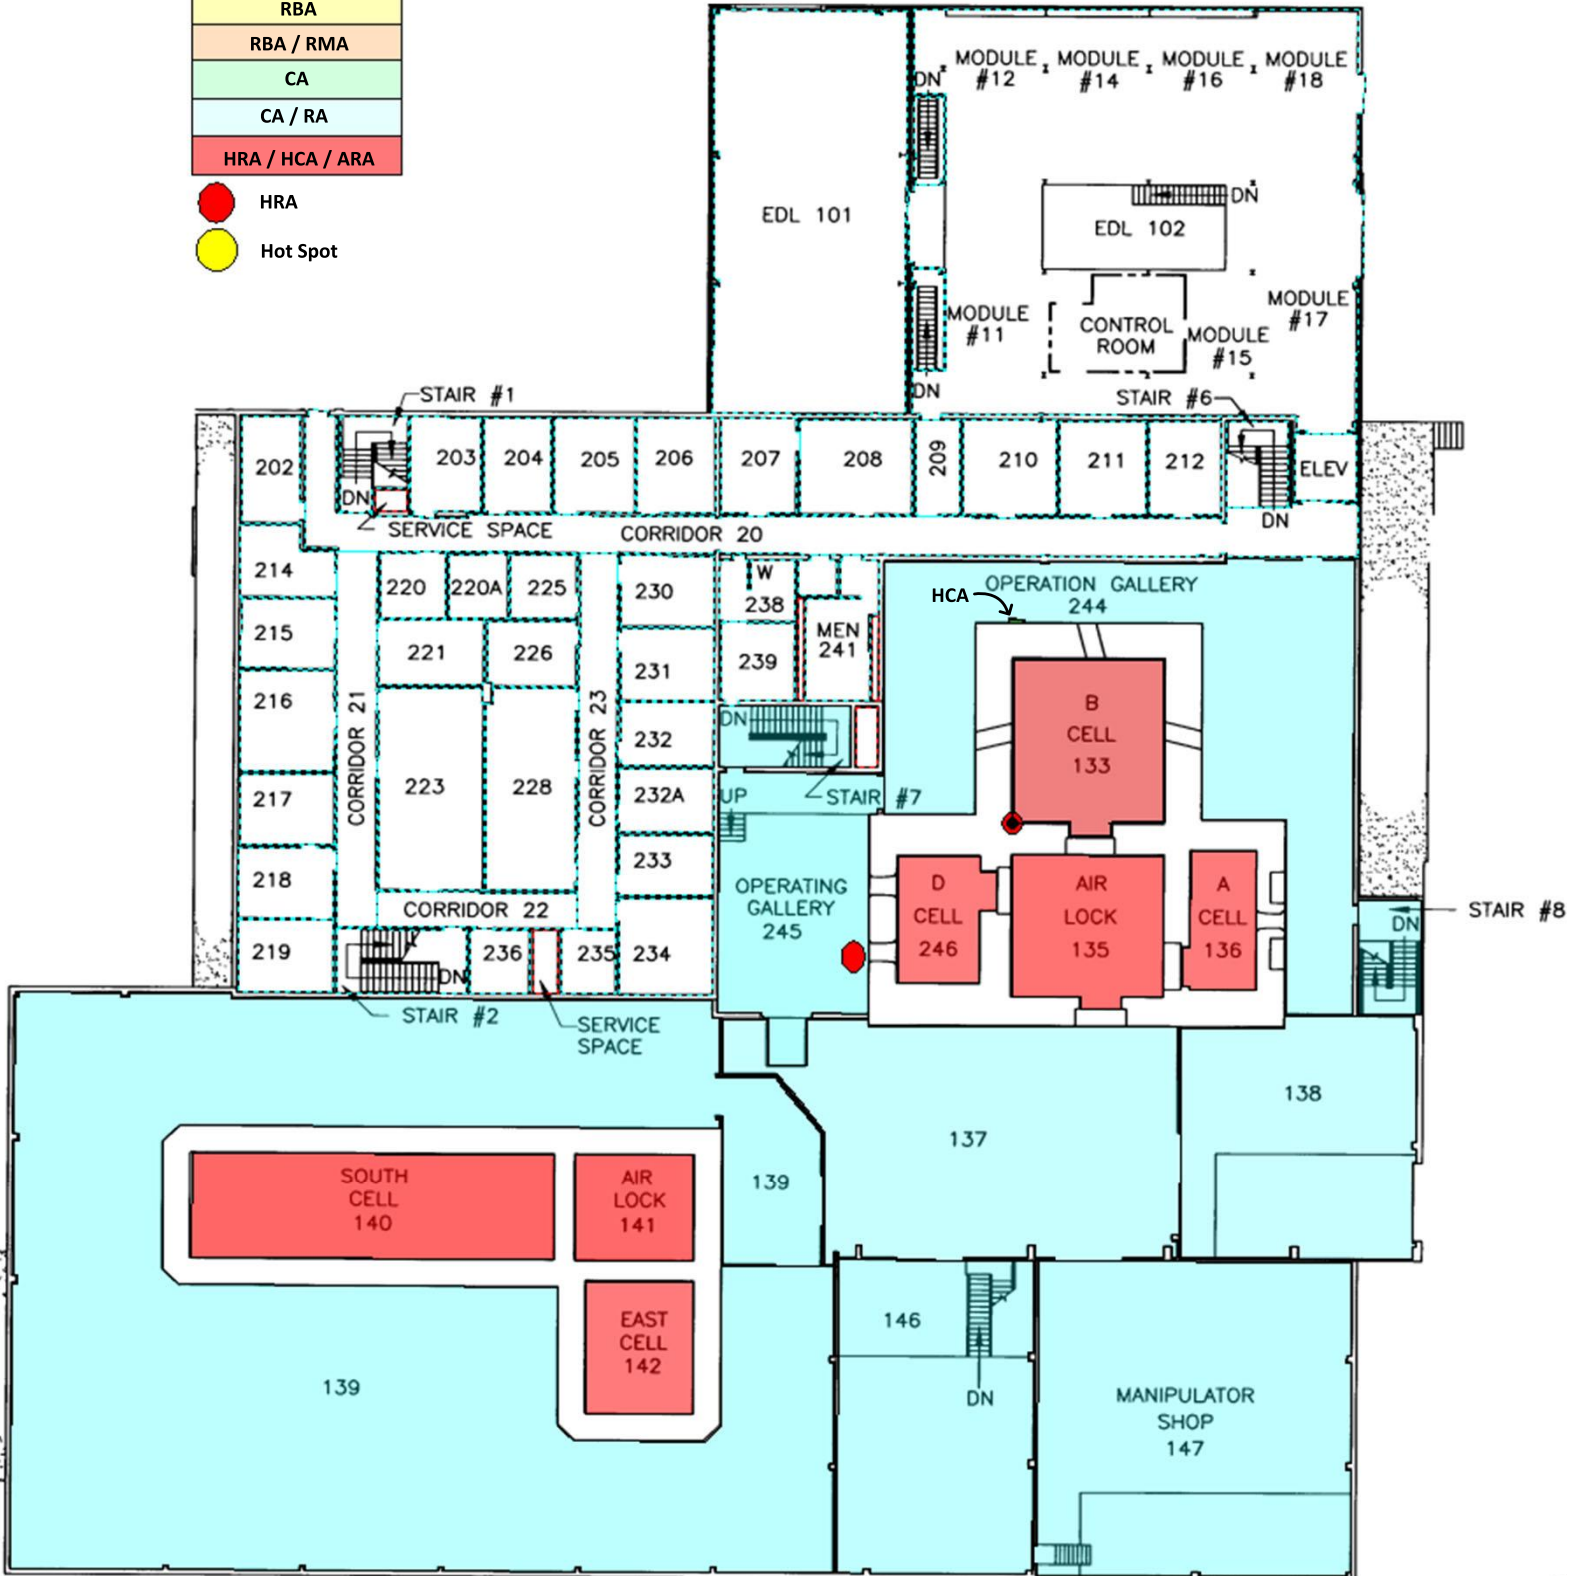 RBA
RBA / RMA
CA
CA / RA
HRA / HCA / ARA
HRA
Hot Spot
MODULE
#12
MODULE
#14
MODULE
#16
MODULE
#18
DN
EDL 101
DN
EDL 102
MODULE
#11
CONTROL
ROOM
MODULE
#15
MODULE
#17
DN
STAIR #1
STAIR #6
202
203
204
205
206
207
208
209
210
211
212
ELEV
DN
DN
SERVICE SPACE
CORRIDOR 20
214
215
216
217
218
219
CORRIDOR 21
220
220A
225
221
226
223
228
CORRIDOR 23
CORRIDOR 22
230
231
232
232A
233
234
235
236
DN
STAIR #2
SERVICE
SPACE
W
238
239
MEN
241
DN
STAIR #7
UP
OPERATION GALLERY
244
HCA
B
CELL
133
OPERATING
GALLERY
245
D
CELL
246
AIR
LOCK
135
A
CELL
136
STAIR #8
DN
137
138
139
SOUTH
CELL
140
AIR
LOCK
141
EAST
CELL
142
139
146
DN
MANIPULATOR
SHOP
147